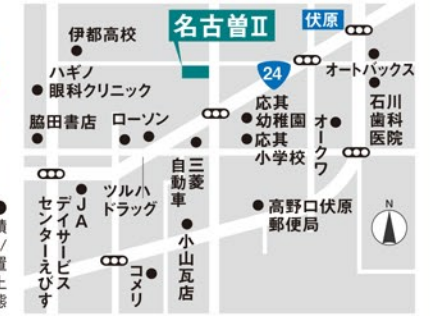 名古曽Ⅱ
伏原
伊都高校
24
オートバックス
ハギノ
眼科クリニック
石川
歯科
医院
脇田書店
ローソン
応其
幼稚園
応其
小学校
オークワ
三菱
自動車
ツルハ
ドラッグ
JA
デイサービス
センターえびす
高野口伏原
郵便局
小山瓦店
コメリ
N
積
/
置
土
態